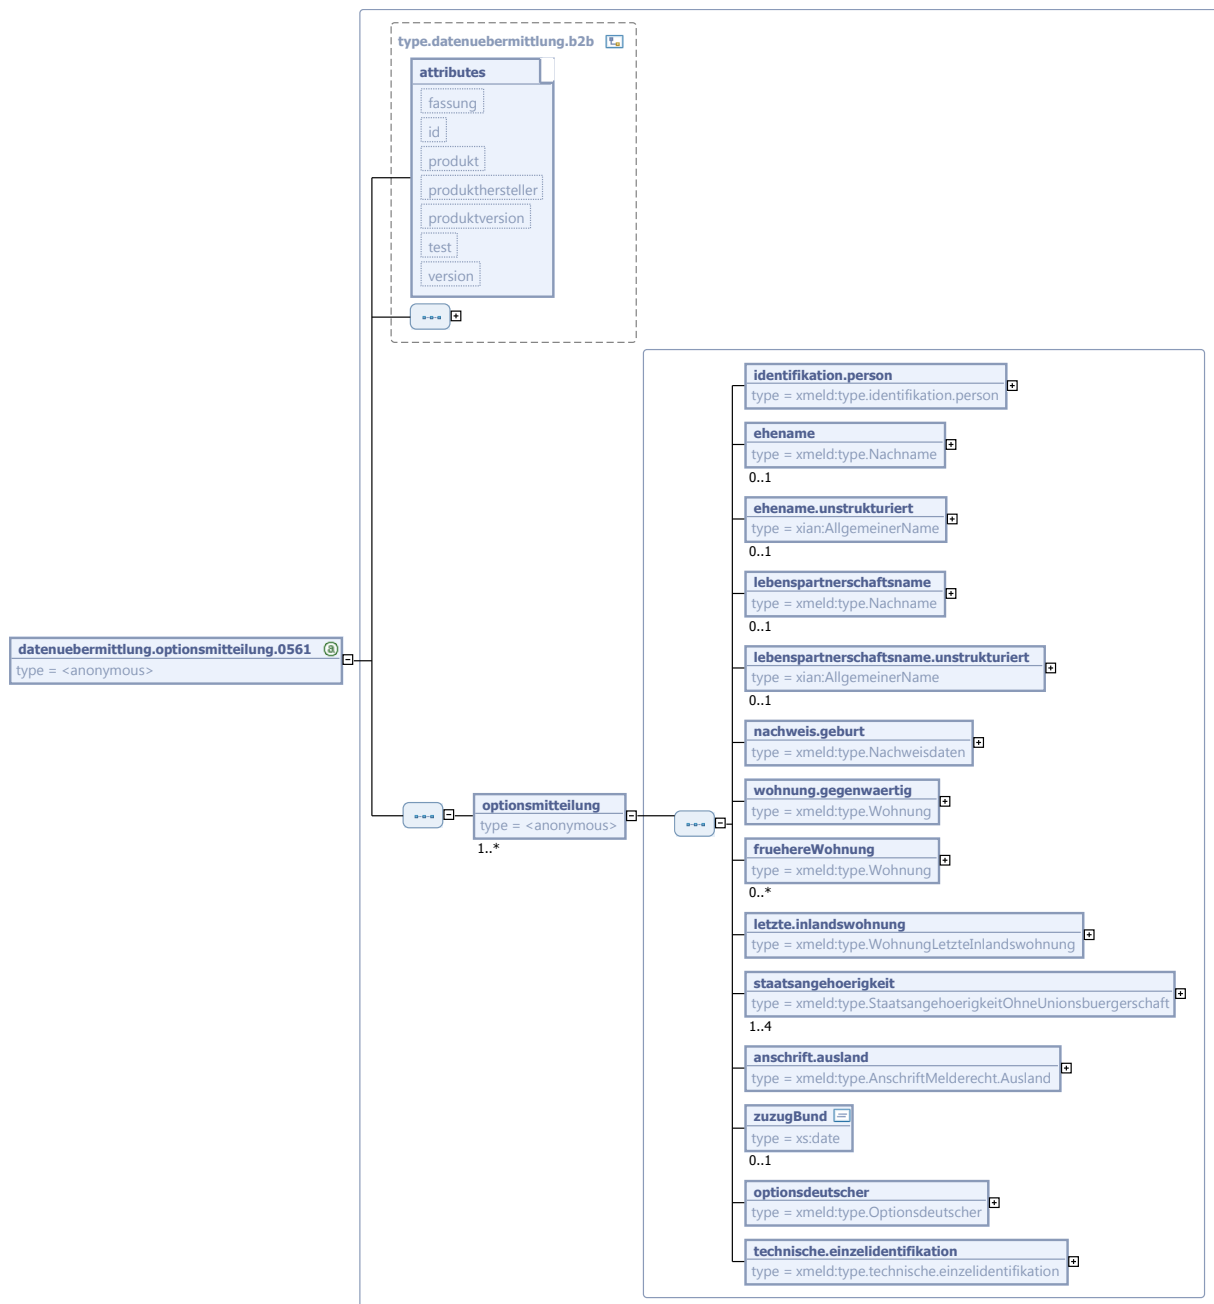 type.datenuebermittlung.b2b
attributes
fassung
id
produkt
produkthersteller
produktversion
test
version
datenuebermittlung.optionsmitteilung.0561
type = <anonymous>
optionsmitteilung
type = <anonymous>
1..*
identifikation.person
type = xmeld:type.identifikation.person
ehename
type = xmeld:type.Nachname
0..1
ehename.unstrukturiert
type = xian:AllgemeinerName
0..1
lebenspartnerschaftsname
type = xmeld:type.Nachname
0..1
lebenspartnerschaftsname.unstrukturiert
type = xian:AllgemeinerName
0..1
nachweis.geburt
type = xmeld:type.Nachweisdaten
wohnung.gegenwaertig
type = xmeld:type.Wohnung
fruehereWohnung
type = xmeld:type.Wohnung
0..*
letzte.inlandswohnung
type = xmeld:type.WohnungLetzteInlandswohnung
staatsangehoerigkeit
type = xmeld:type.StaatsangehoerigkeitOhneUnionsbuergerschaft
1..4
anschrift.ausland
type = xmeld:type.AnschriftMelderecht.Ausland
zuzugBund
type = xs:date
0..1
optionsdeutscher
type = xmeld:type.Optionsdeutscher
technische.einzelidentifikation
type = xmeld:type.technische.einzelidentifikation